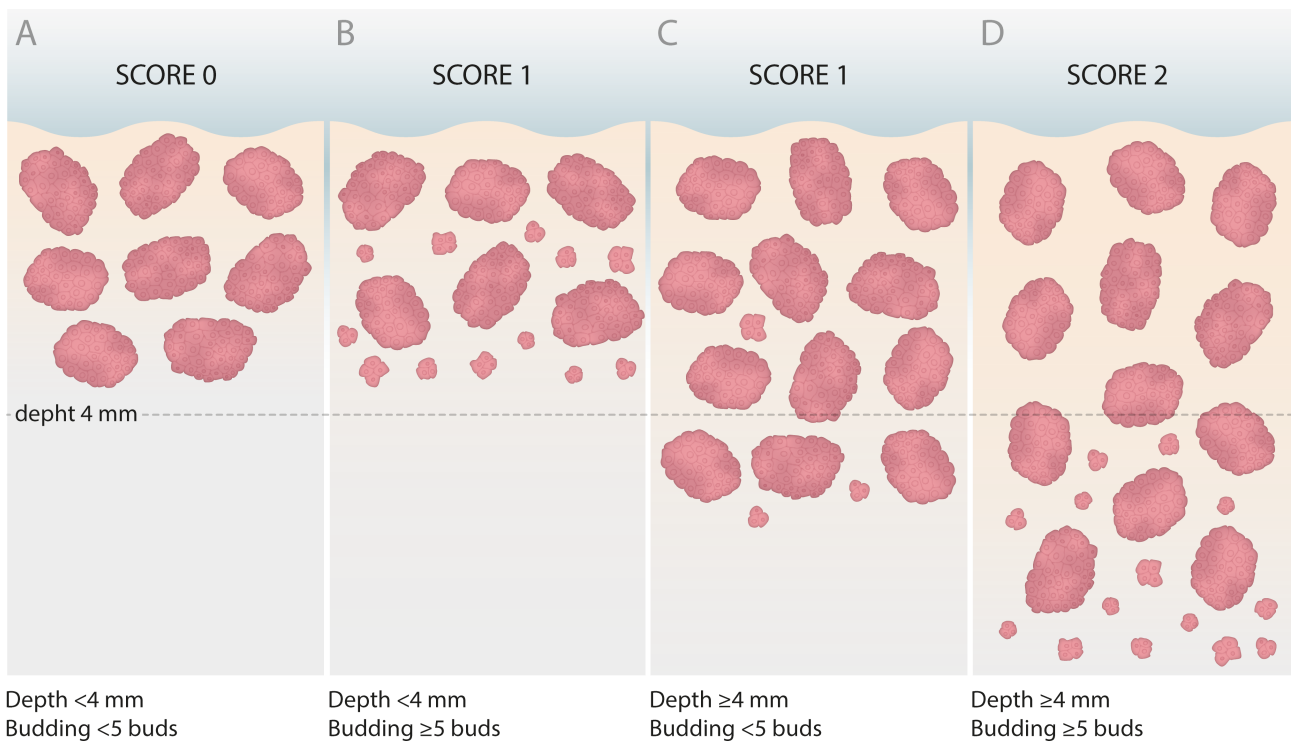 A
SCORE 0
B
SCORE 1
C
SCORE 1
D
SCORE 2
depht 4 mm
Depth <4 mm
Budding <5 buds
Depth <4 mm
Budding ≥5 buds
Depth ≥4 mm
Budding <5 buds
Depth ≥4 mm
Budding ≥5 buds